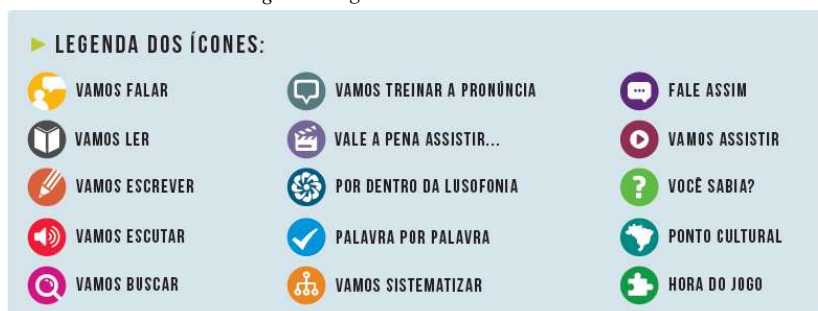 LEGENDA DOS ÍCONES:
VAMOS FALAR
VAMOS LER
VAMOS ESCREVER
VAMOS ESCUTAR
VAMOS BUSCAR
VAMOS TREINAR A PRONÚNCIA
VALE A PENA ASSISTIR...
POR DENTRO DA LUSOFONIA
PALAVRA POR PALAVRA
VAMOS SISTEMATIZAR
FALE ASSIM
VAMOS ASSISTIR
VOCÊ SABIA?
PONTO CULTURAL
HORA DO JOGO